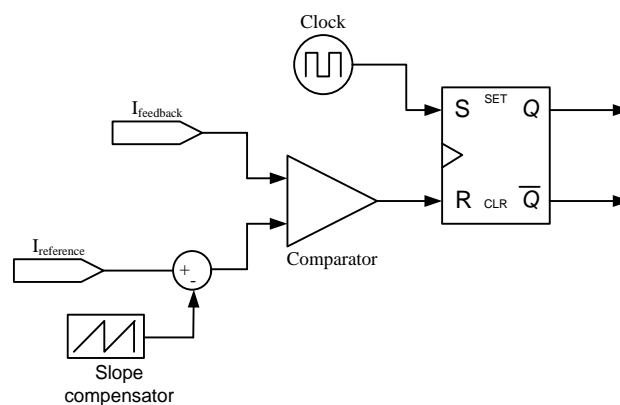 Clock
S SET Q
I_feedback
R CLR Q̅
Comparator
I_reference
+
-
Slope
compensator